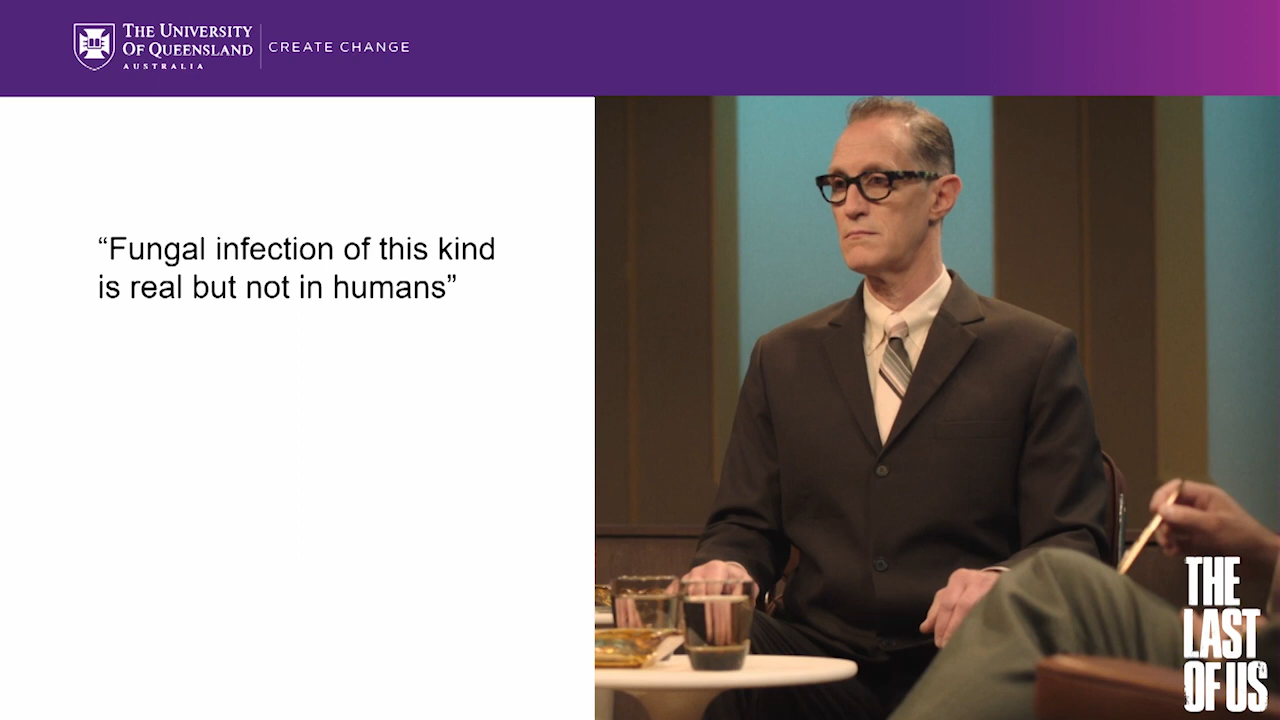 THE UNIVERSITY
OF QUEENSLAND
AUSTRALIA
CREATE CHANGE
“Fungal infection of this kind
is real but not in humans”
THE
LAST
OF US